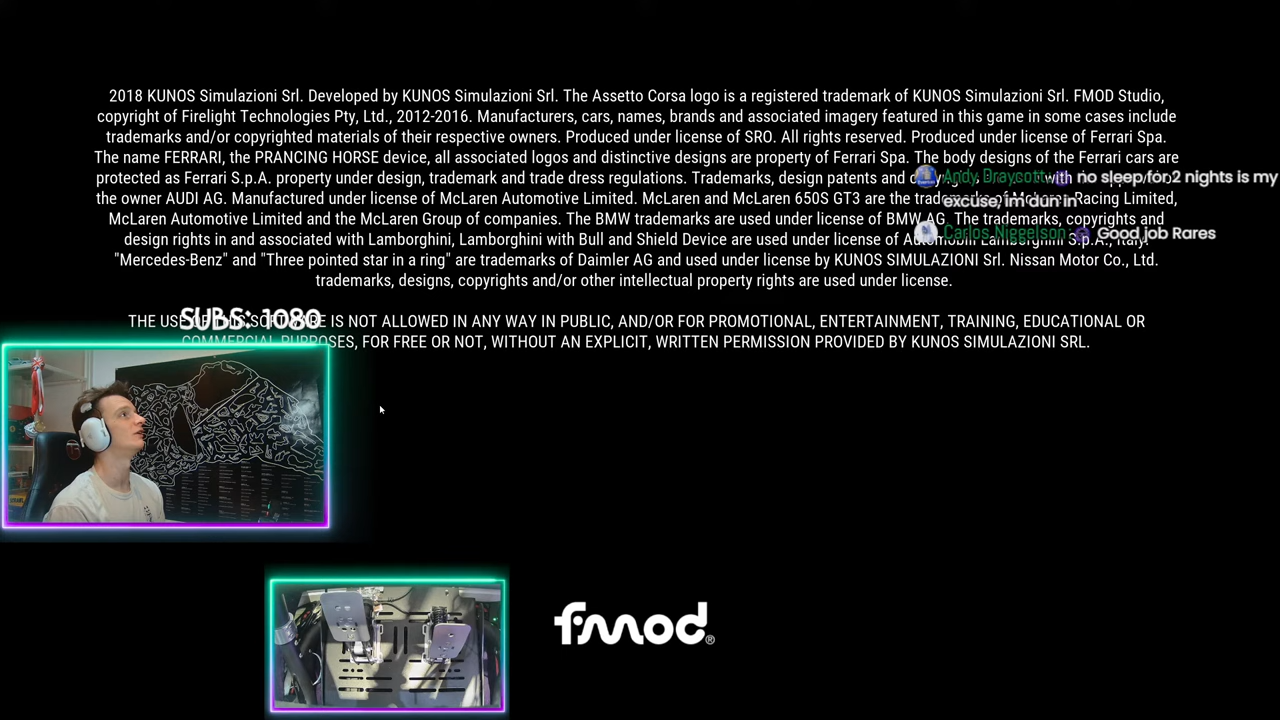 2018 KUNOS Simulazioni Srl. Developed by KUNOS Simulazioni Srl. The Assetto Corsa logo is a registered trademark of KUNOS Simulazioni Srl. FMOD Studio,
copyright of Firelight Technologies Pty, Ltd., 2012-2016. Manufacturers, cars, names, brands and associated imagery featured in this game in some cases include
trademarks and/or copyrighted materials of their respective owners. Produced under license of SRO. All rights reserved. Produced under license of Ferrari Spa.
The name FERRARI, the PRANCING HORSE device, all associated logos and distinctive designs are property of Ferrari Spa. The body designs of the Ferrari cars are
protected as Ferrari S.p.A. property under design, trademark and trade dress regulations. Trademarks, design patents and
Andy Draycott no sleep for 2 nights is my
the owner AUDI AG. Manufactured under license of McLaren Automotive Limited. McLaren and McLaren 650S GT3 are the Racing Limited,
excuse, im dun in
McLaren Automotive Limited and the McLaren Group of companies. The BMW trademarks are used under license of BMW AG. The trademarks, copyrights and
Carlos Niggelson Good job Rares
design rights in and associated with Lamborghini, Lamborghini with Bull and Shield Device are used under license of Automobili Lamborghini S.p.A., Italy.
"Mercedes-Benz" and "Three pointed star in a ring" are trademarks of Daimler AG and used under license by KUNOS SIMULAZIONI Srl. Nissan Motor Co., Ltd.
trademarks, designs, copyrights and/or other intellectual property rights are used under license.
SUBS: 1080
THE USE OF THIS SOFTWARE IS NOT ALLOWED IN ANY WAY IN PUBLIC, AND/OR FOR PROMOTIONAL, ENTERTAINMENT, TRAINING, EDUCATIONAL OR
COMMERCIAL PURPOSES, FOR FREE OR NOT, WITHOUT AN EXPLICIT, WRITTEN PERMISSION PROVIDED BY KUNOS SIMULAZIONI SRL.
fmod®